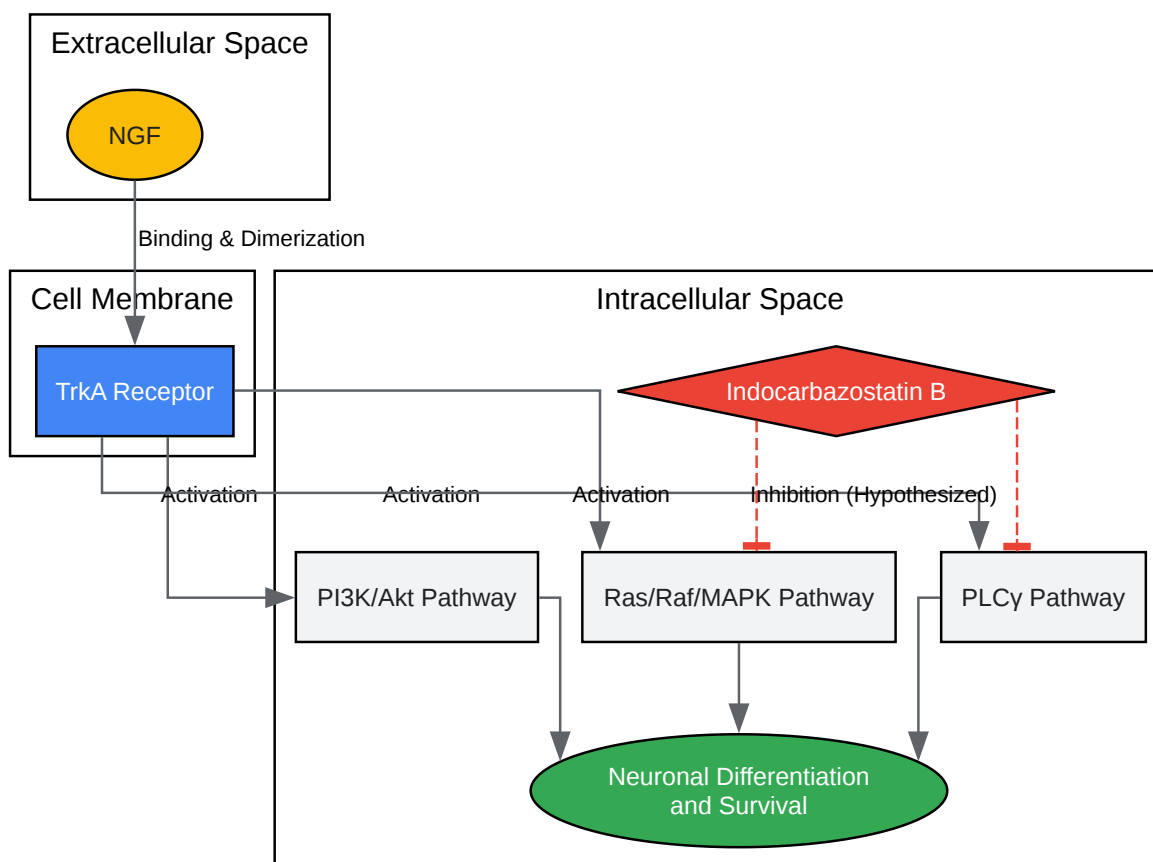 Extracellular Space
NGF
Binding & Dimerization
Cell Membrane
Intracellular Space
TrkA Receptor
Indocarbazostatin B
Activation
Activation
Activation
Inhibition (Hypothesized)
PI3K/Akt Pathway
Ras/Raf/MAPK Pathway
PLCγ Pathway
Neuronal Differentiation
and Survival